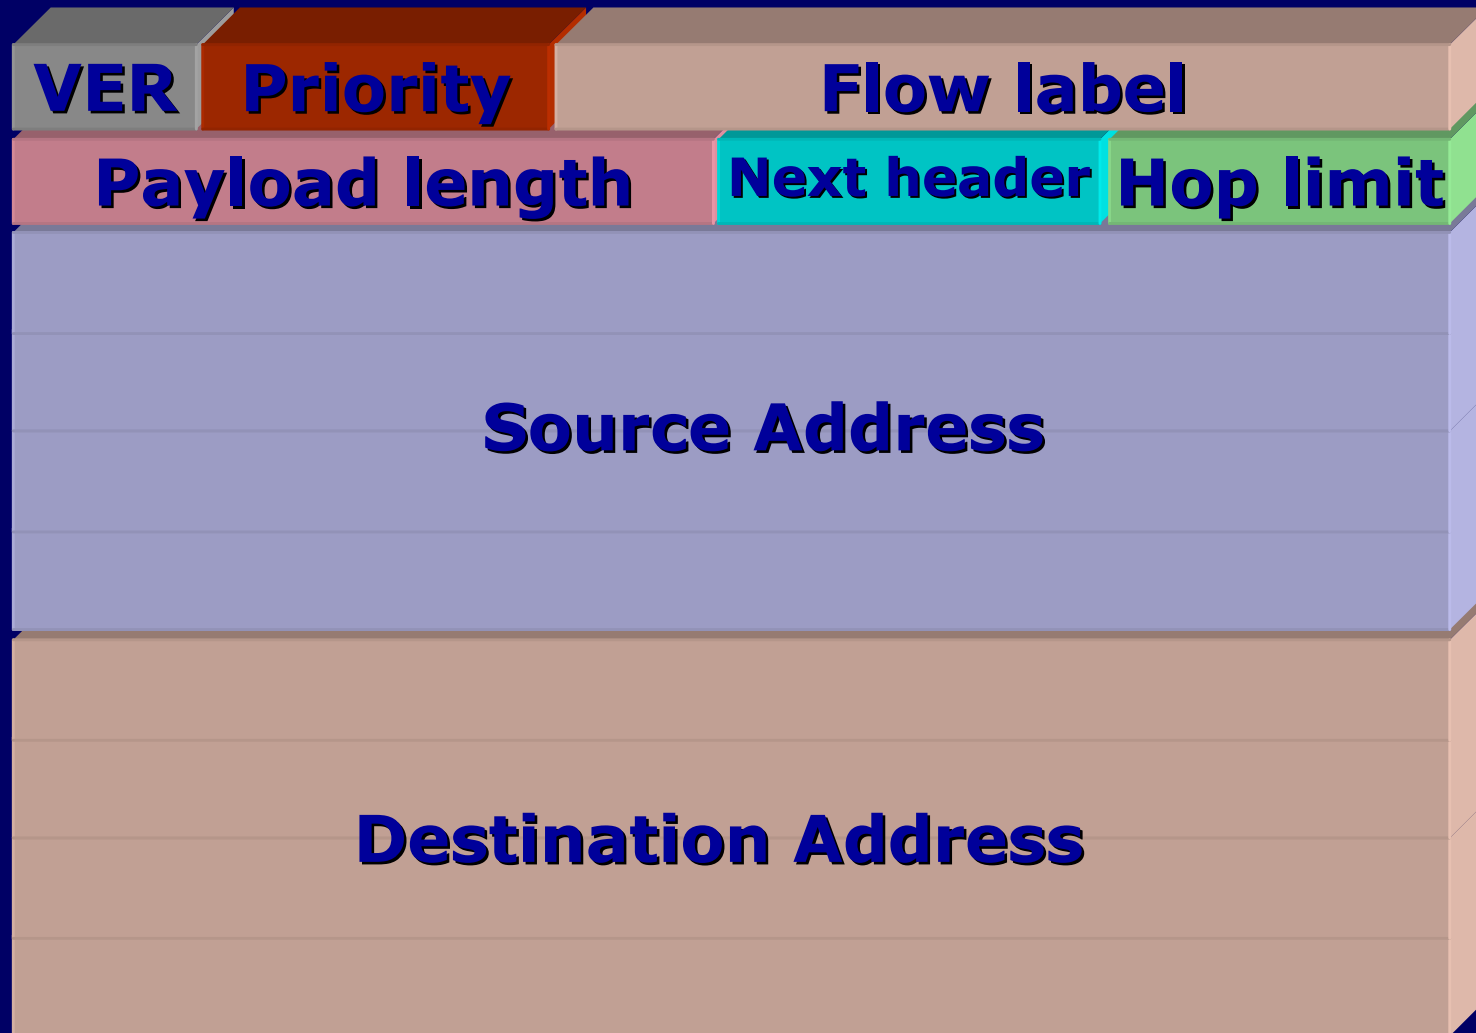 VER Priority Flow label
Payload length Next header Hop limit
Source Address
Destination Address